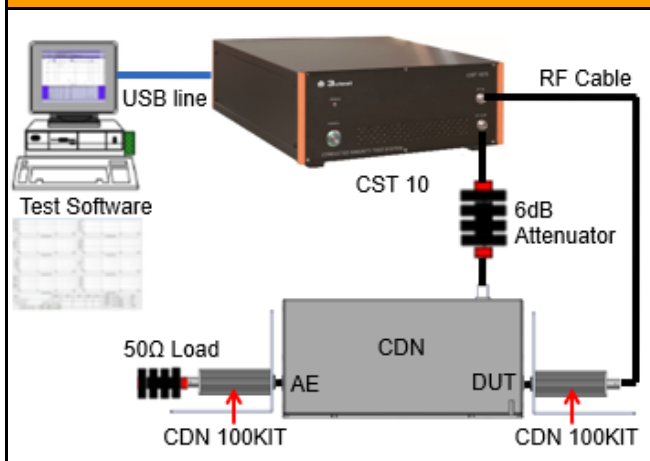 USB line
RF Cable
CST 10
Test Software
6dB
Attenuator
50Ω Load
CDN
AE
DUT
CDN 100KIT
CDN 100KIT